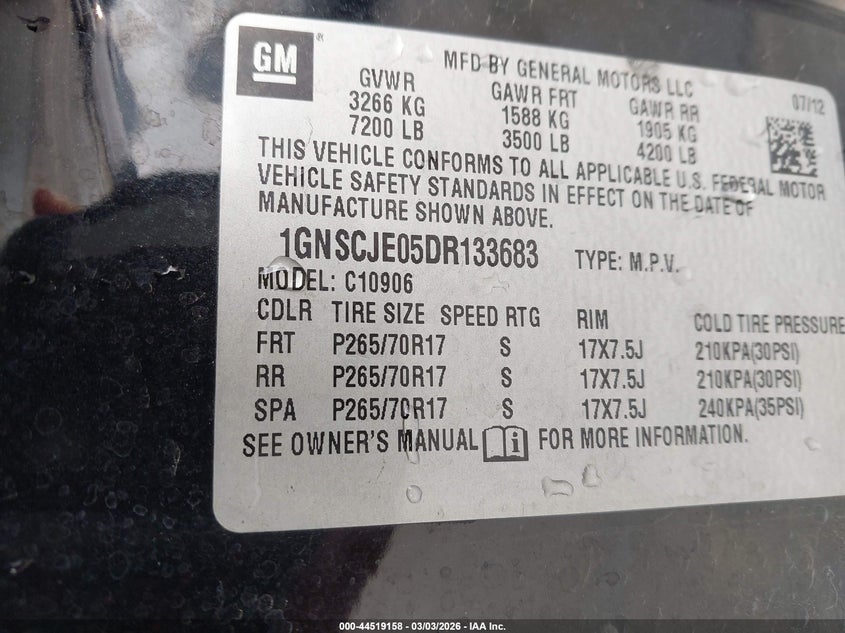 GM
MFD BY GENERAL MOTORS LLC
07/12
GVWR GAWR FRT GAWR RR
3266 KG 1588 KG 1905 KG
7200 LB 3500 LB 4200 LB
THIS VEHICLE CONFORMS TO ALL APPLICABLE U.S. FEDERAL MOTOR
VEHICLE SAFETY STANDARDS IN EFFECT ON THE DATE OF
MANUFACTURE SHOWN ABOVE.
1GNSCJE05DR133683 TYPE: M.P.V.
MODEL: C10906
CDLR TIRE SIZE SPEED RTG RIM COLD TIRE PRESSURE
FRT P265/70R17 S 17X7.5J 210KPA(30PSI)
RR P265/70R17 S 17X7.5J 210KPA(30PSI)
SPA P265/70R17 S 17X7.5J 240KPA(35PSI)
SEE OWNER'S MANUAL i FOR MORE INFORMATION.
000-44519158 - 03/03/2026 - IAA Inc.